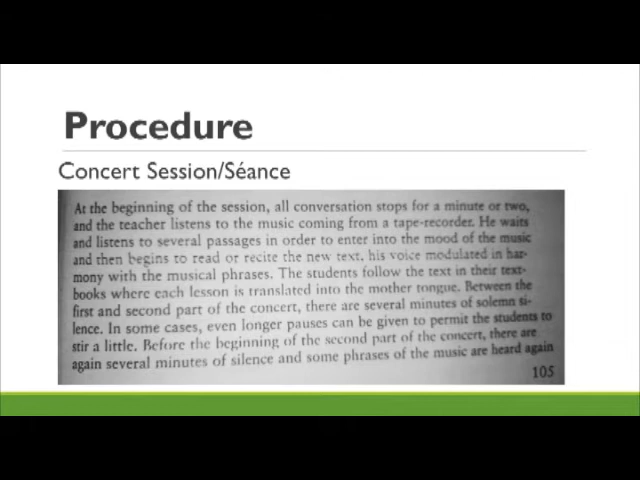 Procedure
Concert Session/Séance
At the beginning of the session, all conversation stops for a minute or two,
and the teacher listens to the music coming from a tape-recorder. He waits
and listens to several passages in order to enter into the mood of the music
and then begins to read or recite the new text, his voice modulated in har-
mony with the musical phrases. The students follow the text in their text-
books where each lesson is translated into the mother tongue. Between the
first and second part of the concert, there are several minutes of solemn si-
lence. In some cases, even longer pauses can be given to permit the students to
stir a little. Before the beginning of the second part of the concert, there are
again several minutes of silence and some phrases of the music are heard again
105